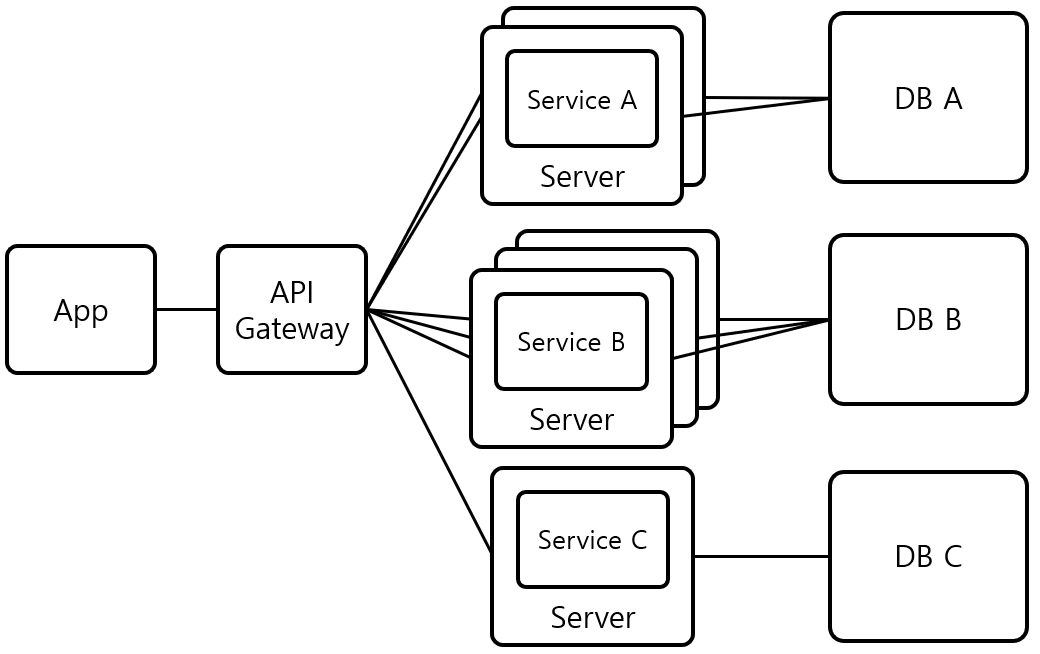 App
API
Gateway
Service A
Server
DB A
Service B
Server
DB B
Service C
Server
DB C